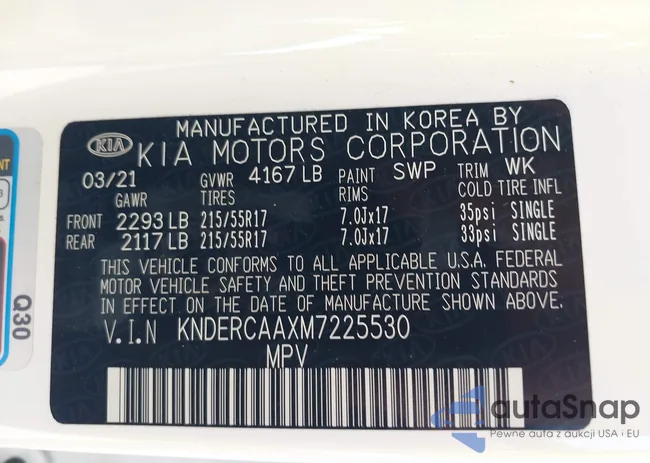 MANUFACTURED IN KOREA BY
KIA KIA MOTORS CORPORATION
03/21 GVWR 4167 LB PAINT SWP TRIM WK
GAWR TIRES RIMS COLD TIRE INFL
FRONT 2293 LB 215/55R17 7.0Jx17 35psi SINGLE
REAR 2117 LB 215/55R17 7.0Jx17 33psi SINGLE
THIS VEHICLE CONFORMS TO ALL APPLICABLE U.S.A. FEDERAL
MOTOR VEHICLE SAFETY AND THEFT PREVENTION STANDARDS
IN EFFECT ON THE DATE OF MANUFACTURE SHOWN ABOVE.
V.I.N KNDERCAAXM7225530
MPV
Q30
autaSnap
Pewne auta z aukcji USA i EU